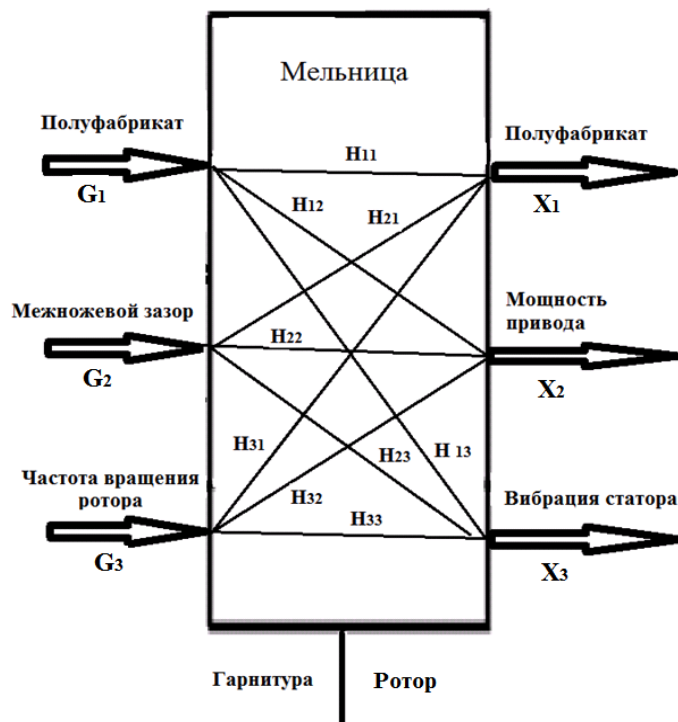 Мельница
Полуфабрикат
G1
H11
H12
H21
Полуфабрикат
X1
Межножевой зазор
G2
H22
Мощность
привода
X2
H31
H23
H 13
Частота вращения
ротора
G3
H32
H33
Вибрация статора
X3
Гарнитура
Ротор